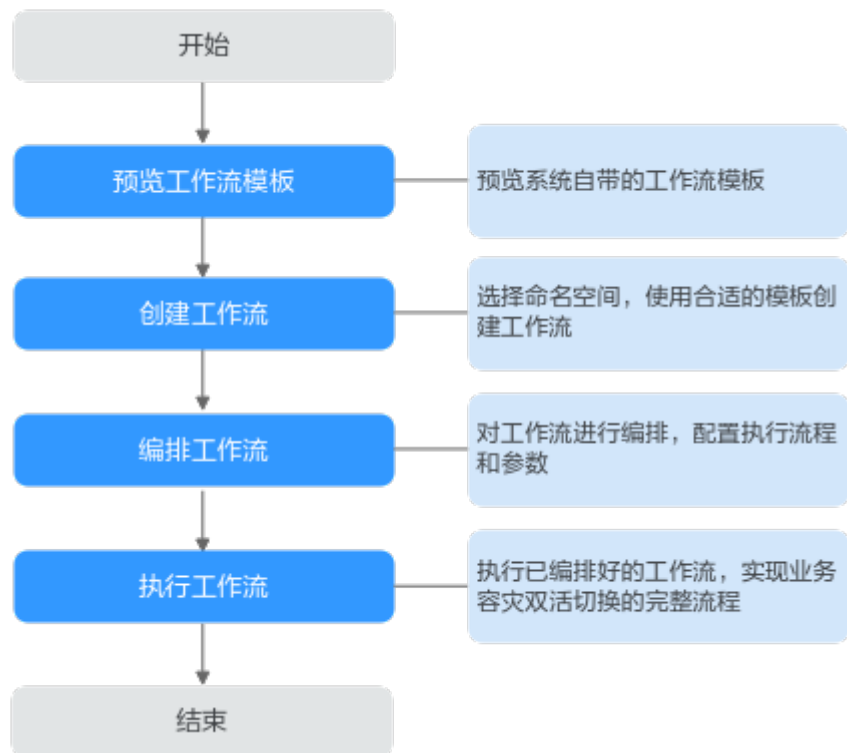 开始
预览工作流模板
预览系统自带的工作流模板
创建工作流
选择命名空间，使用合适的模板创
建工作流
编排工作流
对工作流进行编排，配置执行流程
和参数
执行工作流
执行已编排好的工作流，实现业务
容灾双活切换的完整流程
结束